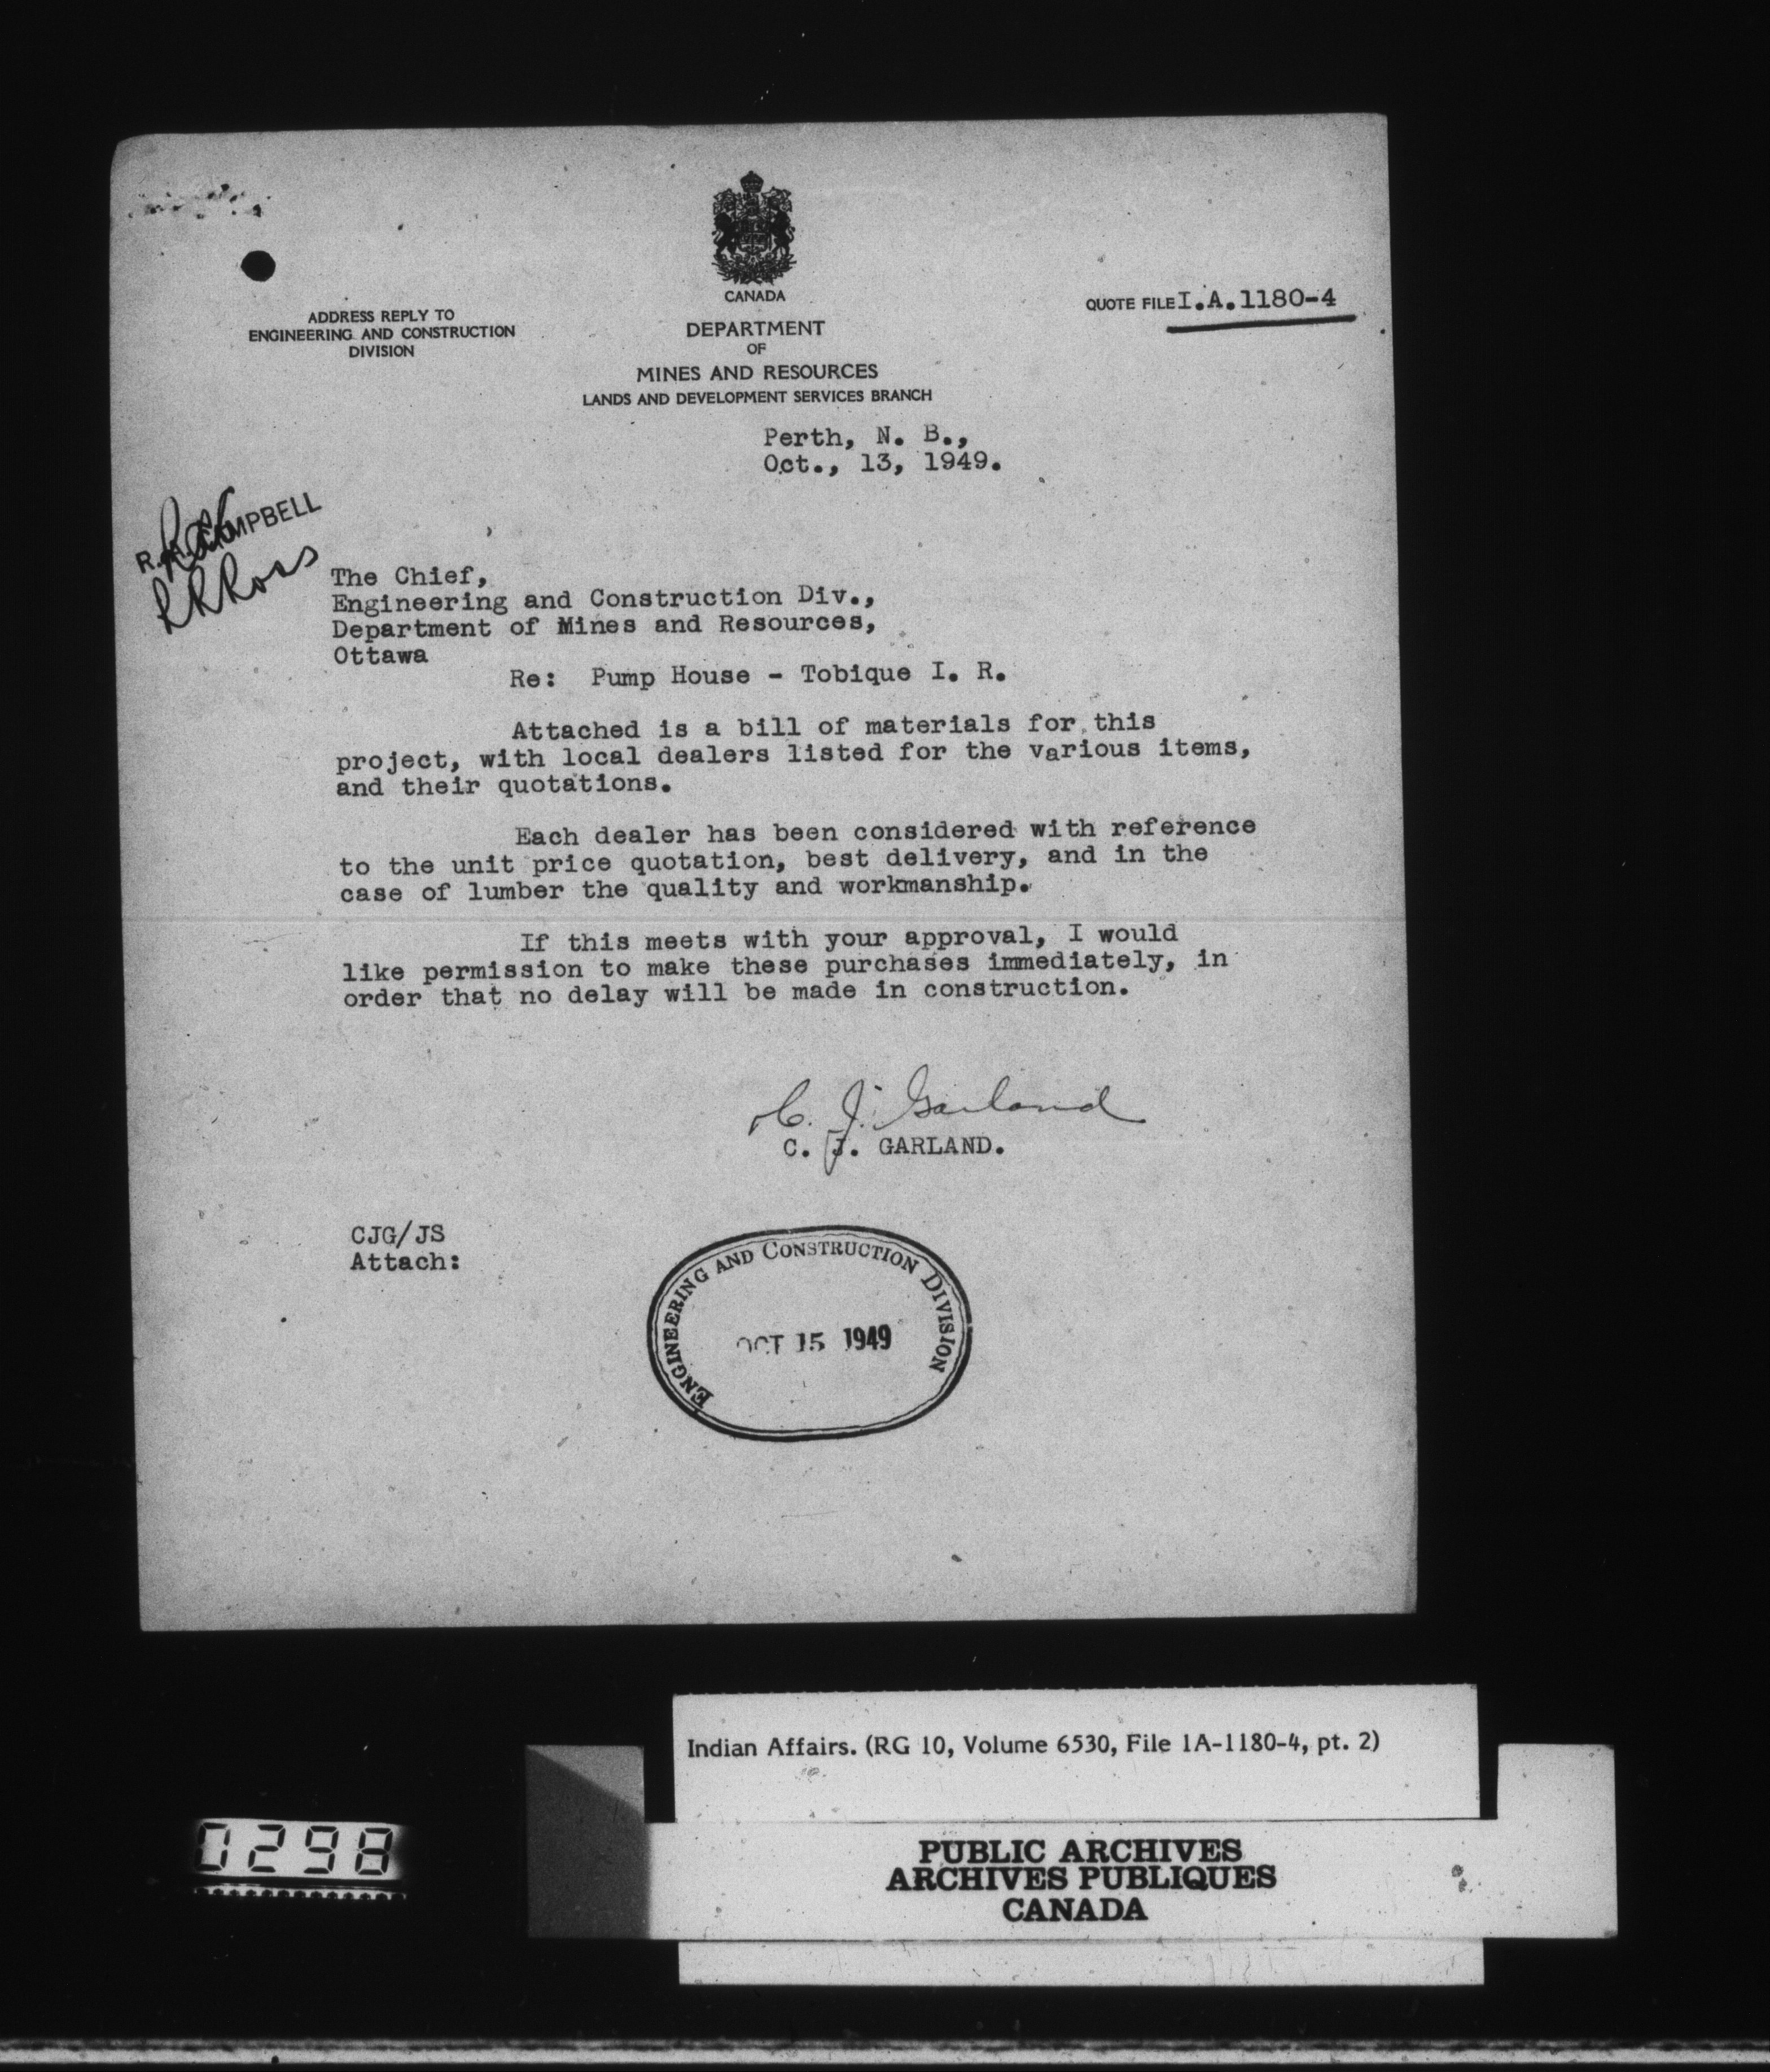 CANADA
ADDRESS REPLY TO
ENGINEERING AND CONSTRUCTION
DIVISION
QUOTE FILE I.A.1180-4
DEPARTMENT
OF
MINES AND RESOURCES
LANDS AND DEVELOPMENT SERVICES BRANCH
Perth, N. B.,
Oct., 13, 1949.
CAMPBELL
RRRoss
The Chief,
Engineering and Construction Div.,
Department of Mines and Resources,
Ottawa
Re: Pump House - Tobique I. R.
Attached is a bill of materials for this
project, with local dealers listed for the various items,
and their quotations.
Each dealer has been considered with reference
to the unit price quotation, best delivery, and in the
case of lumber the quality and workmanship.
If this meets with your approval, I would
like permission to make these purchases immediately, in
order that no delay will be made in construction.
C. J. Garland
C. J. GARLAND.
CJG/JS
Attach:
ENGINEERING AND CONSTRUCTION DIVISION
OCT 15 1949
Indian Affairs. (RG 10, Volume 6530, File 1A-1180-4, pt. 2)
0298
PUBLIC ARCHIVES
ARCHIVES PUBLIQUES
CANADA